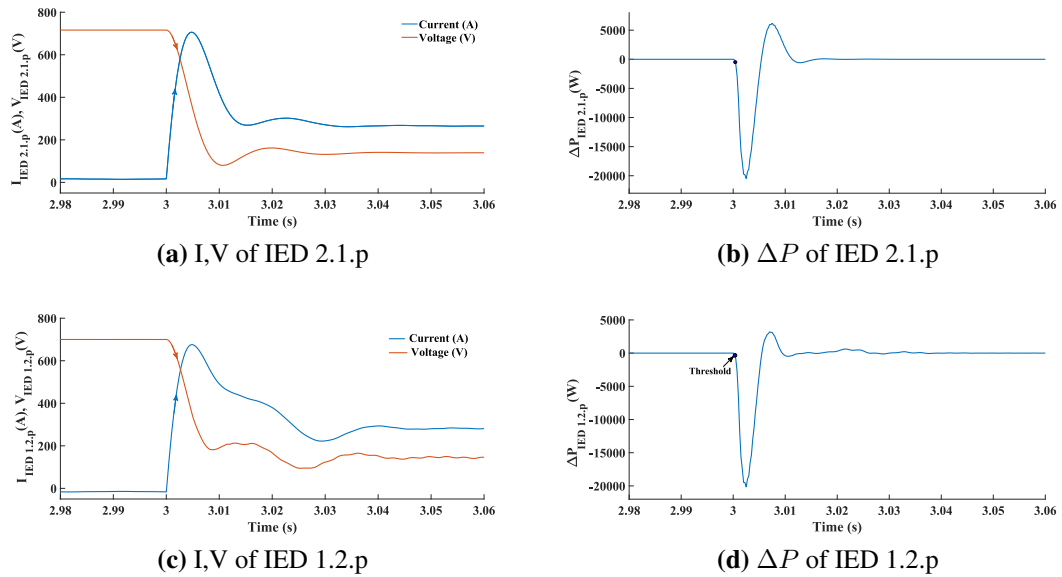 800
600
400
200
0
I_IED 2.1.p(A), V_IED 2.1.p(V)
Current (A)
Voltage (V)
2.98 2.99 3 3.01 3.02 3.03 3.04 3.05 3.06
Time (s)
(a) I,V of IED 2.1.p
5000
0
-5000
-10000
-15000
-20000
ΔP_IED 2.1.p(W)
2.98 2.99 3 3.01 3.02 3.03 3.04 3.05 3.06
Time (s)
(b) ΔP of IED 2.1.p
800
600
400
200
0
I_IED 1.2.p(A), V_IED 1.2.p(V)
Current (A)
Voltage (V)
2.98 2.99 3 3.01 3.02 3.03 3.04 3.05 3.06
Time (s)
(c) I,V of IED 1.2.p
5000
0
-5000
-10000
-15000
-20000
ΔP_IED 1.2.p(W)
Threshold
2.98 2.99 3 3.01 3.02 3.03 3.04 3.05 3.06
Time (s)
(d) ΔP of IED 1.2.p